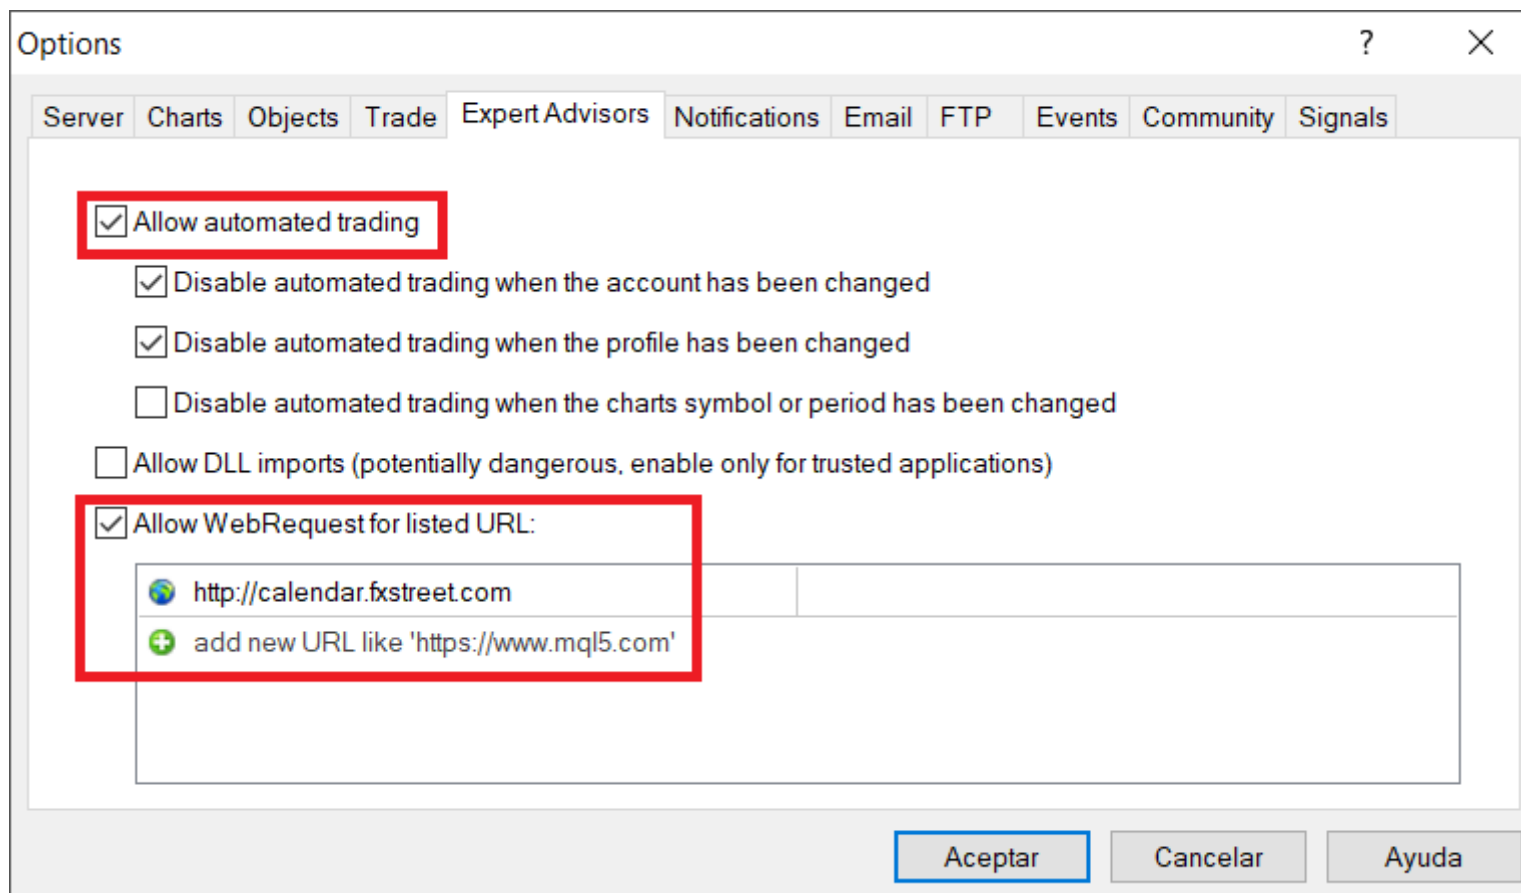 Options ?
Server Charts Objects Trade Expert Advisors Notifications Email FTP Events Community Signals
Allow automated trading
Disable automated trading when the account has been changed
Disable automated trading when the profile has been changed
Disable automated trading when the charts symbol or period has been changed
Allow DLL imports (potentially dangerous, enable only for trusted applications)
Allow WebRequest for listed URL:
http://calendar.fxstreet.com
add new URL like 'https://www.mql5.com'
Aceptar Cancelar Ayuda